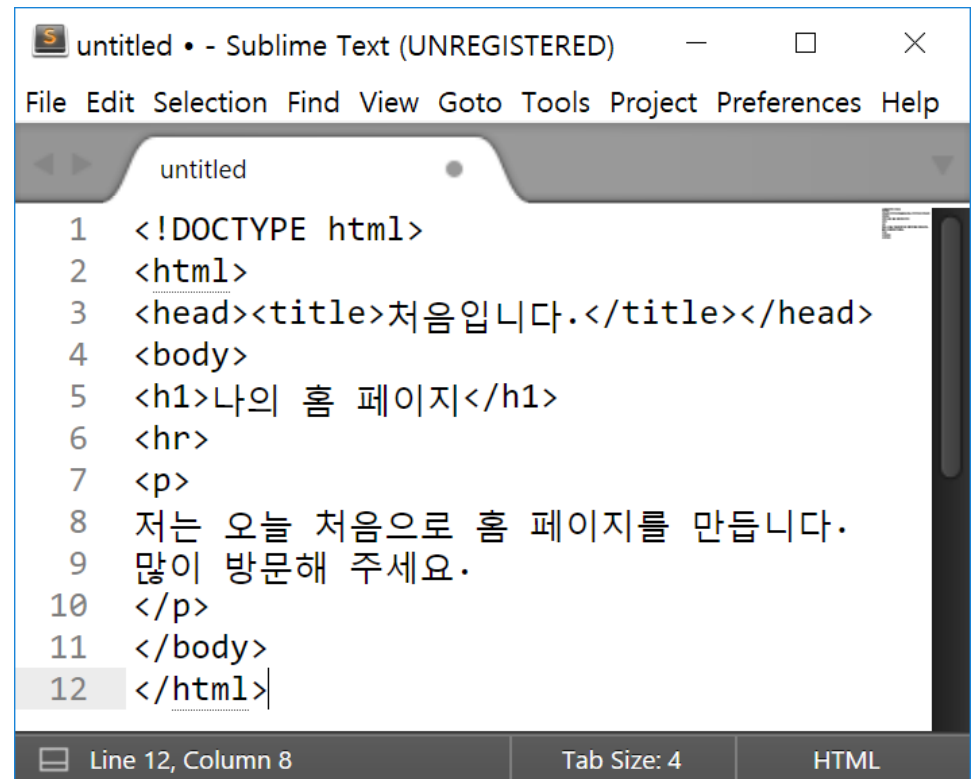 untitled • - Sublime Text (UNREGISTERED)
File Edit Selection Find View Goto Tools Project Preferences Help
untitled
1 <!DOCTYPE html>
2 <html>
3 <head><title>처음입니다.</title></head>
4 <body>
5 <h1>나의 홈 페이지</h1>
6 <hr>
7 <p>
8 저는 오늘 처음으로 홈 페이지를 만듭니다.
9 많이 방문해 주세요.
10 </p>
11 </body>
12 </html>
Line 12, Column 8 Tab Size: 4 HTML